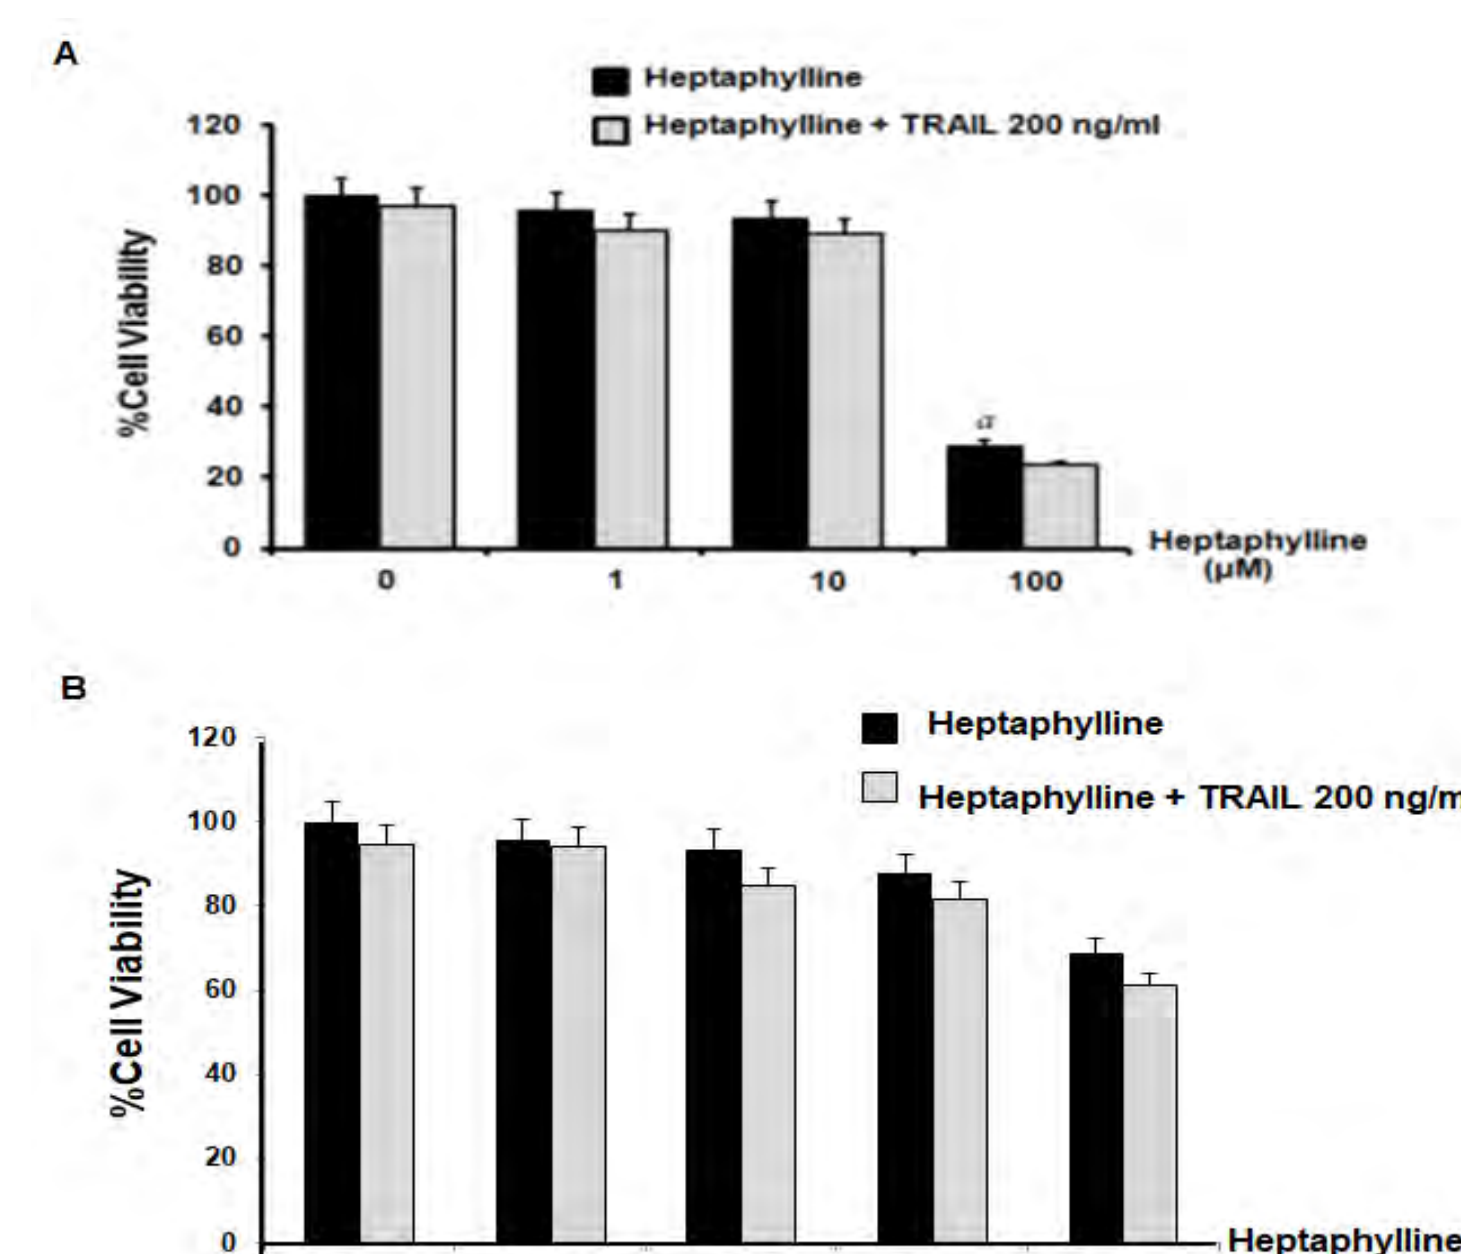 A
Heptaphylline
Heptaphylline + TRAIL 200 ng/ml
120
100
80
60
40
20
0
%Cell Viability
a
0 1 10 100
Heptaphylline
(µM)
B
Heptaphylline
Heptaphylline + TRAIL 200 ng/m
120
100
80
60
40
20
0
%Cell Viability
Heptaphylline